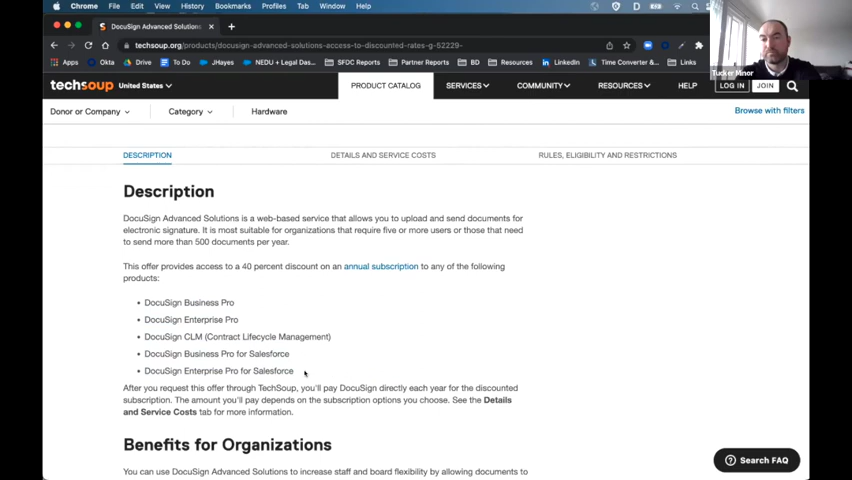 Chrome File Edit View History Bookmarks Profiles Tab Window Help
DocuSign Advanced Solutions
techsoup.org/products/docusign-advanced-solutions-access-to-discounted-rates-g-52229-
Apps Okta Drive To Do JHayes NEDU + Legal Das... SFDC Reports Partner Reports BD Resources LinkedIn Time Converter &... Links
Tucker Minor
techsoup United States PRODUCT CATALOG SERVICES COMMUNITY RESOURCES HELP LOG IN JOIN
Donor or Company Category Hardware Browse with filters
DESCRIPTION DETAILS AND SERVICE COSTS RULES, ELIGIBILITY AND RESTRICTIONS
Description
DocuSign Advanced Solutions is a web-based service that allows you to upload and send documents for
electronic signature. It is most suitable for organizations that require five or more users or those that need
to send more than 500 documents per year.
This offer provides access to a 40 percent discount on an annual subscription to any of the following
products:
• DocuSign Business Pro
• DocuSign Enterprise Pro
• DocuSign CLM (Contract Lifecycle Management)
• DocuSign Business Pro for Salesforce
• DocuSign Enterprise Pro for Salesforce
After you request this offer through TechSoup, you'll pay DocuSign directly each year for the discounted
subscription. The amount you'll pay depends on the subscription options you choose. See the Details
and Service Costs tab for more information.
Benefits for Organizations
You can use DocuSign Advanced Solutions to increase staff and board flexibility by allowing documents to
Search FAQ